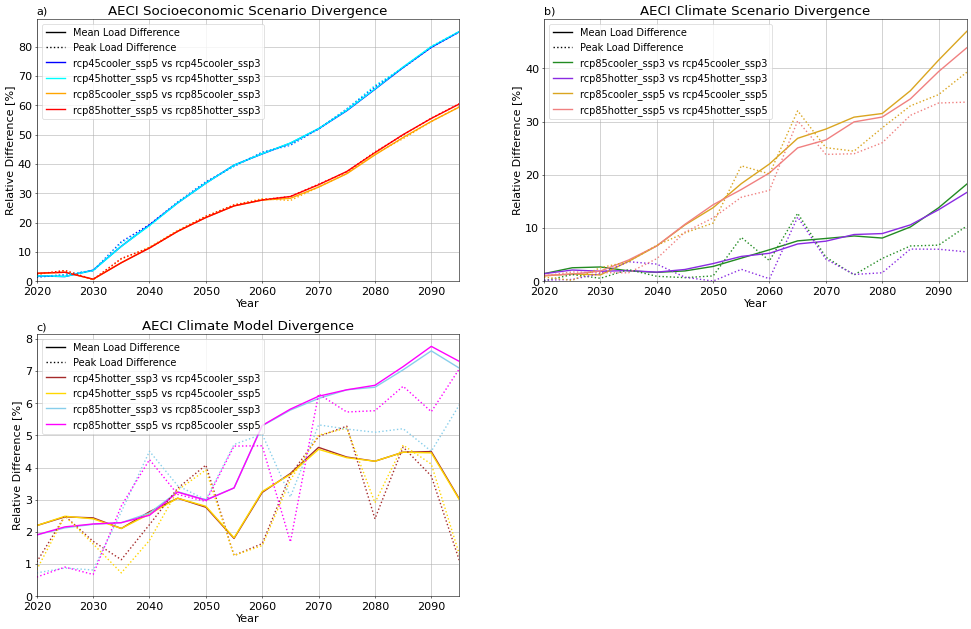 a)
AECI Socioeconomic Scenario Divergence
Mean Load Difference
Peak Load Difference
rcp45cooler_ssp5 vs rcp45cooler_ssp3
rcp45hotter_ssp5 vs rcp45hotter_ssp3
rcp85cooler_ssp5 vs rcp85cooler_ssp3
rcp85hotter_ssp5 vs rcp85hotter_ssp3
Relative Difference [%]
80
70
60
50
40
30
20
10
0
2020 2030 2040 2050 2060 2070 2080 2090
Year
b)
AECI Climate Scenario Divergence
Mean Load Difference
Peak Load Difference
rcp85cooler_ssp3 vs rcp45cooler_ssp3
rcp85hotter_ssp3 vs rcp45hotter_ssp3
rcp85cooler_ssp5 vs rcp45cooler_ssp5
rcp85hotter_ssp5 vs rcp45hotter_ssp5
Relative Difference [%]
40
30
20
10
0
2020 2030 2040 2050 2060 2070 2080 2090
Year
c)
AECI Climate Model Divergence
Mean Load Difference
Peak Load Difference
rcp45hotter_ssp3 vs rcp45cooler_ssp3
rcp45hotter_ssp5 vs rcp45cooler_ssp5
rcp85hotter_ssp3 vs rcp85cooler_ssp3
rcp85hotter_ssp5 vs rcp85cooler_ssp5
Relative Difference [%]
8
7
6
5
4
3
2
1
0
2020 2030 2040 2050 2060 2070 2080 2090
Year